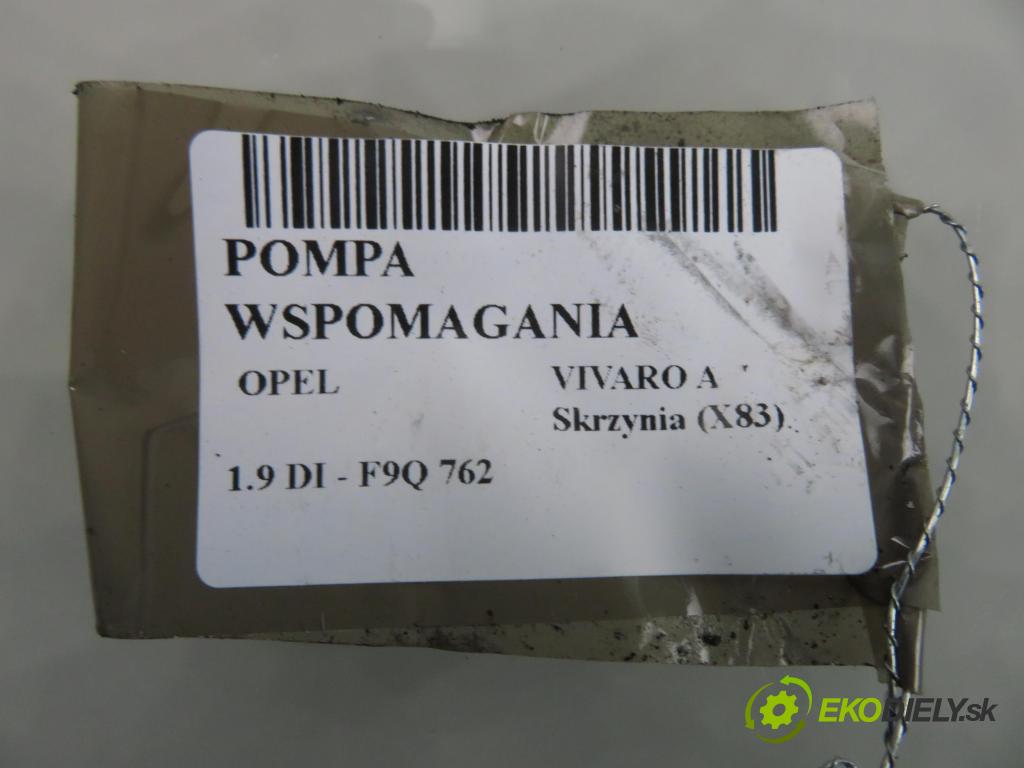 POMPA
WSPOMAGANIA
OPEL VIVARO A
Skrzynia (X83)
1.9 DI - F9Q 762
EKODIELY.sk